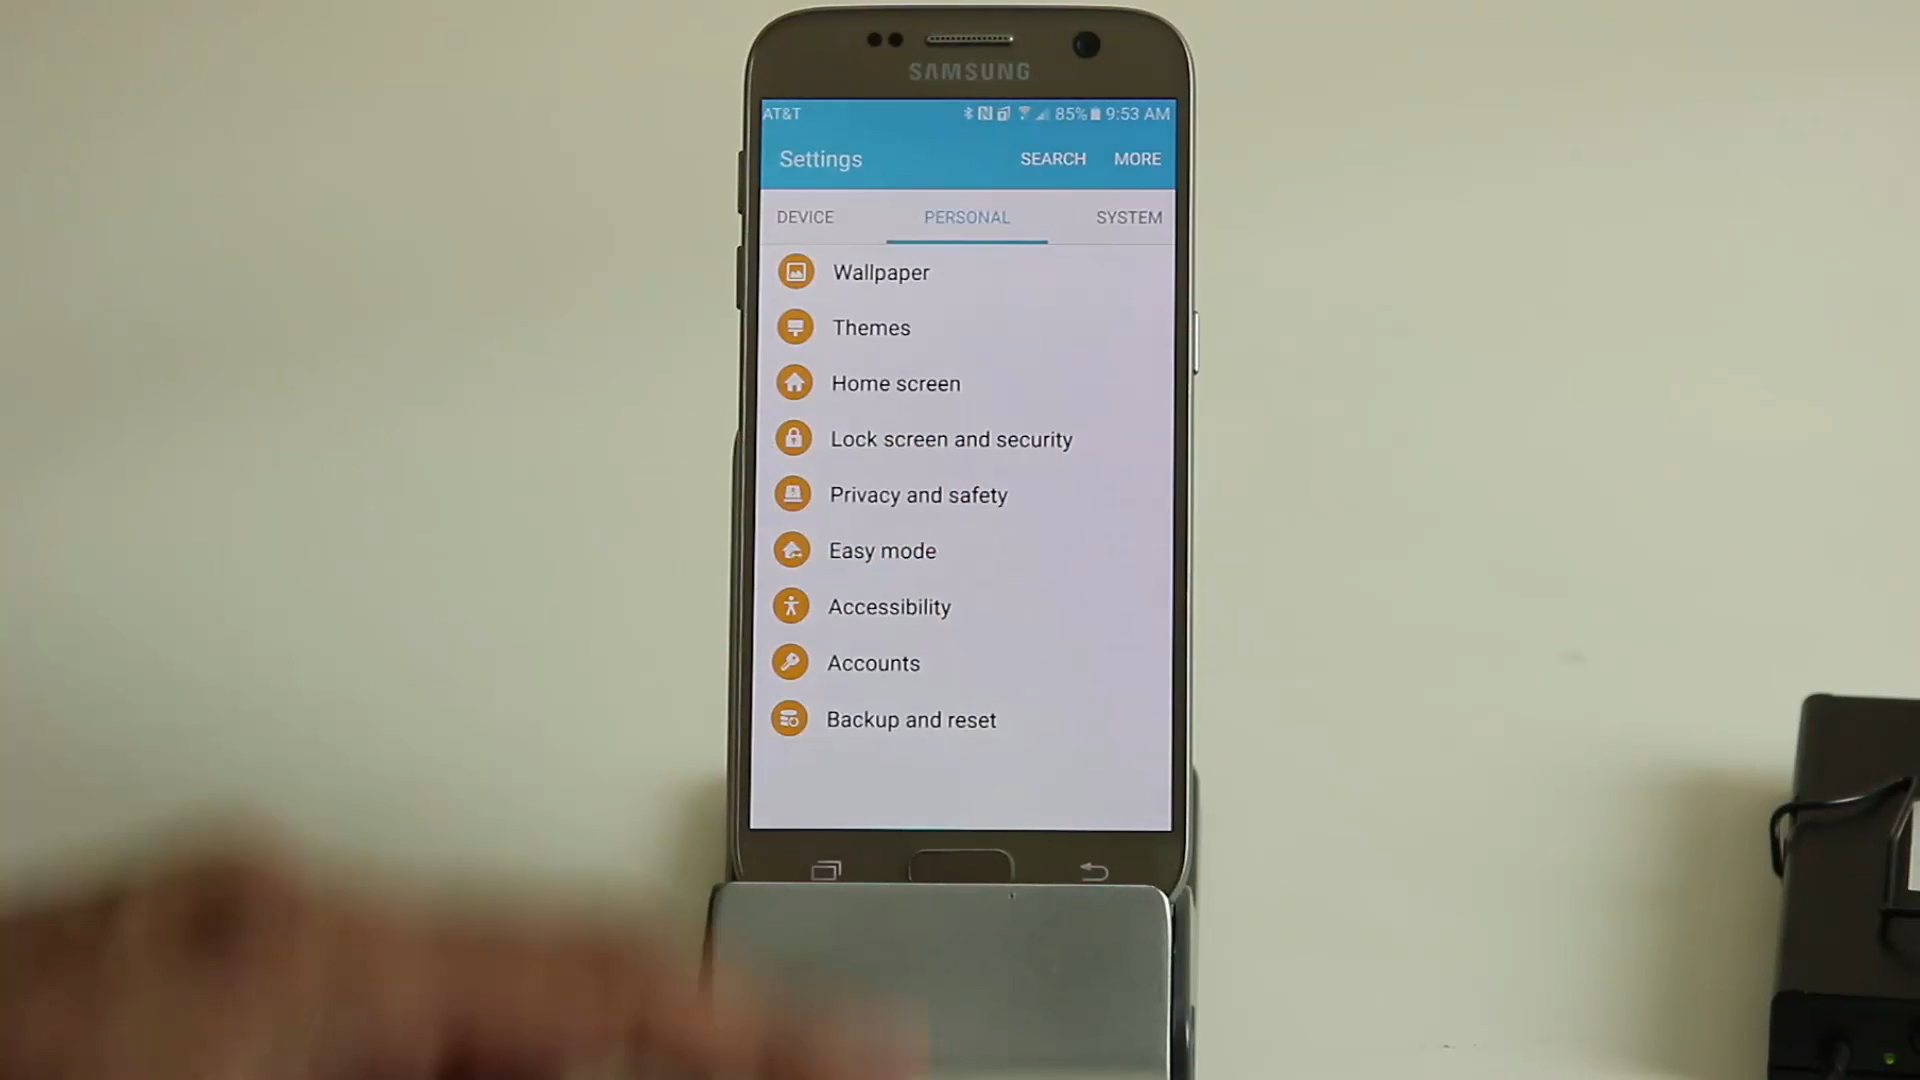 SAMSUNG
AT&T 85% 9:53 AM
Settings SEARCH MORE
DEVICE PERSONAL SYSTEM
Wallpaper
Themes
Home screen
Lock screen and security
Privacy and safety
Easy mode
Accessibility
Accounts
Backup and reset